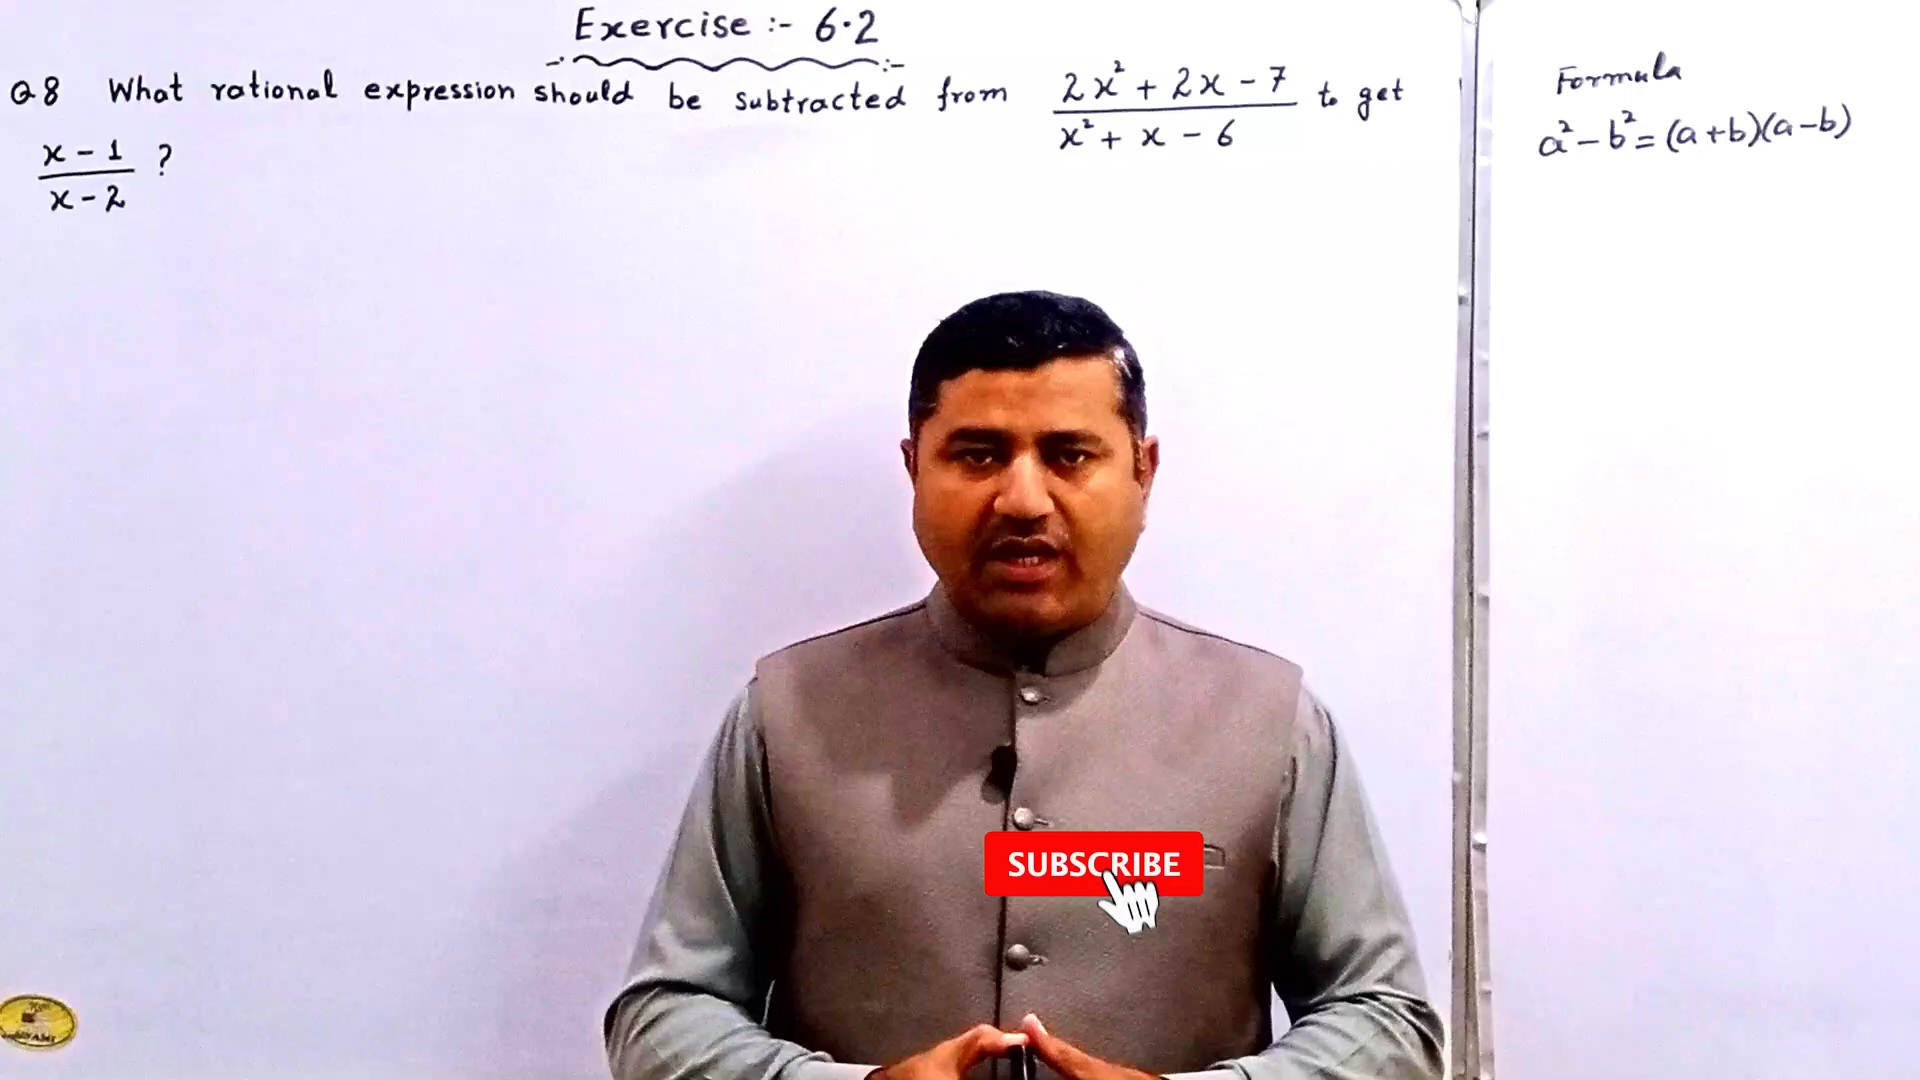 Exercise :- 6.2
Q8 What rational expression should be subtracted from (2x² + 2x - 7)/(x² + x - 6) to get
(x - 1)/(x - 2) ?
Formula
a² - b² = (a+b)(a-b)
SUBSCRIBE